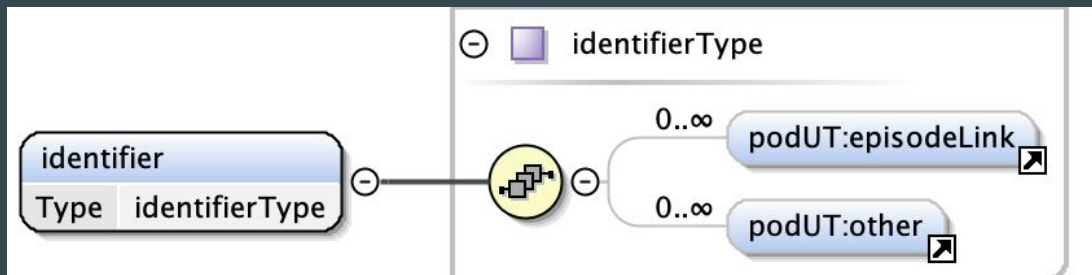 identifierType
0..∞
podUT:episodeLink
identifier
Type identifierType
0..∞
podUT:other